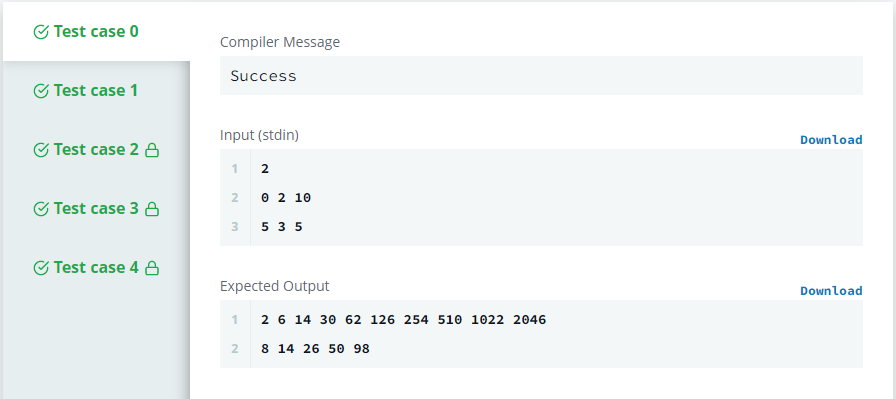 Test case 0
Test case 1
Test case 2
Test case 3
Test case 4
Compiler Message
Success
Input (stdin)
Download
1 2
2 0 2 10
3 5 3 5
Expected Output
Download
1 2 6 14 30 62 126 254 510 1022 2046
2 8 14 26 50 98